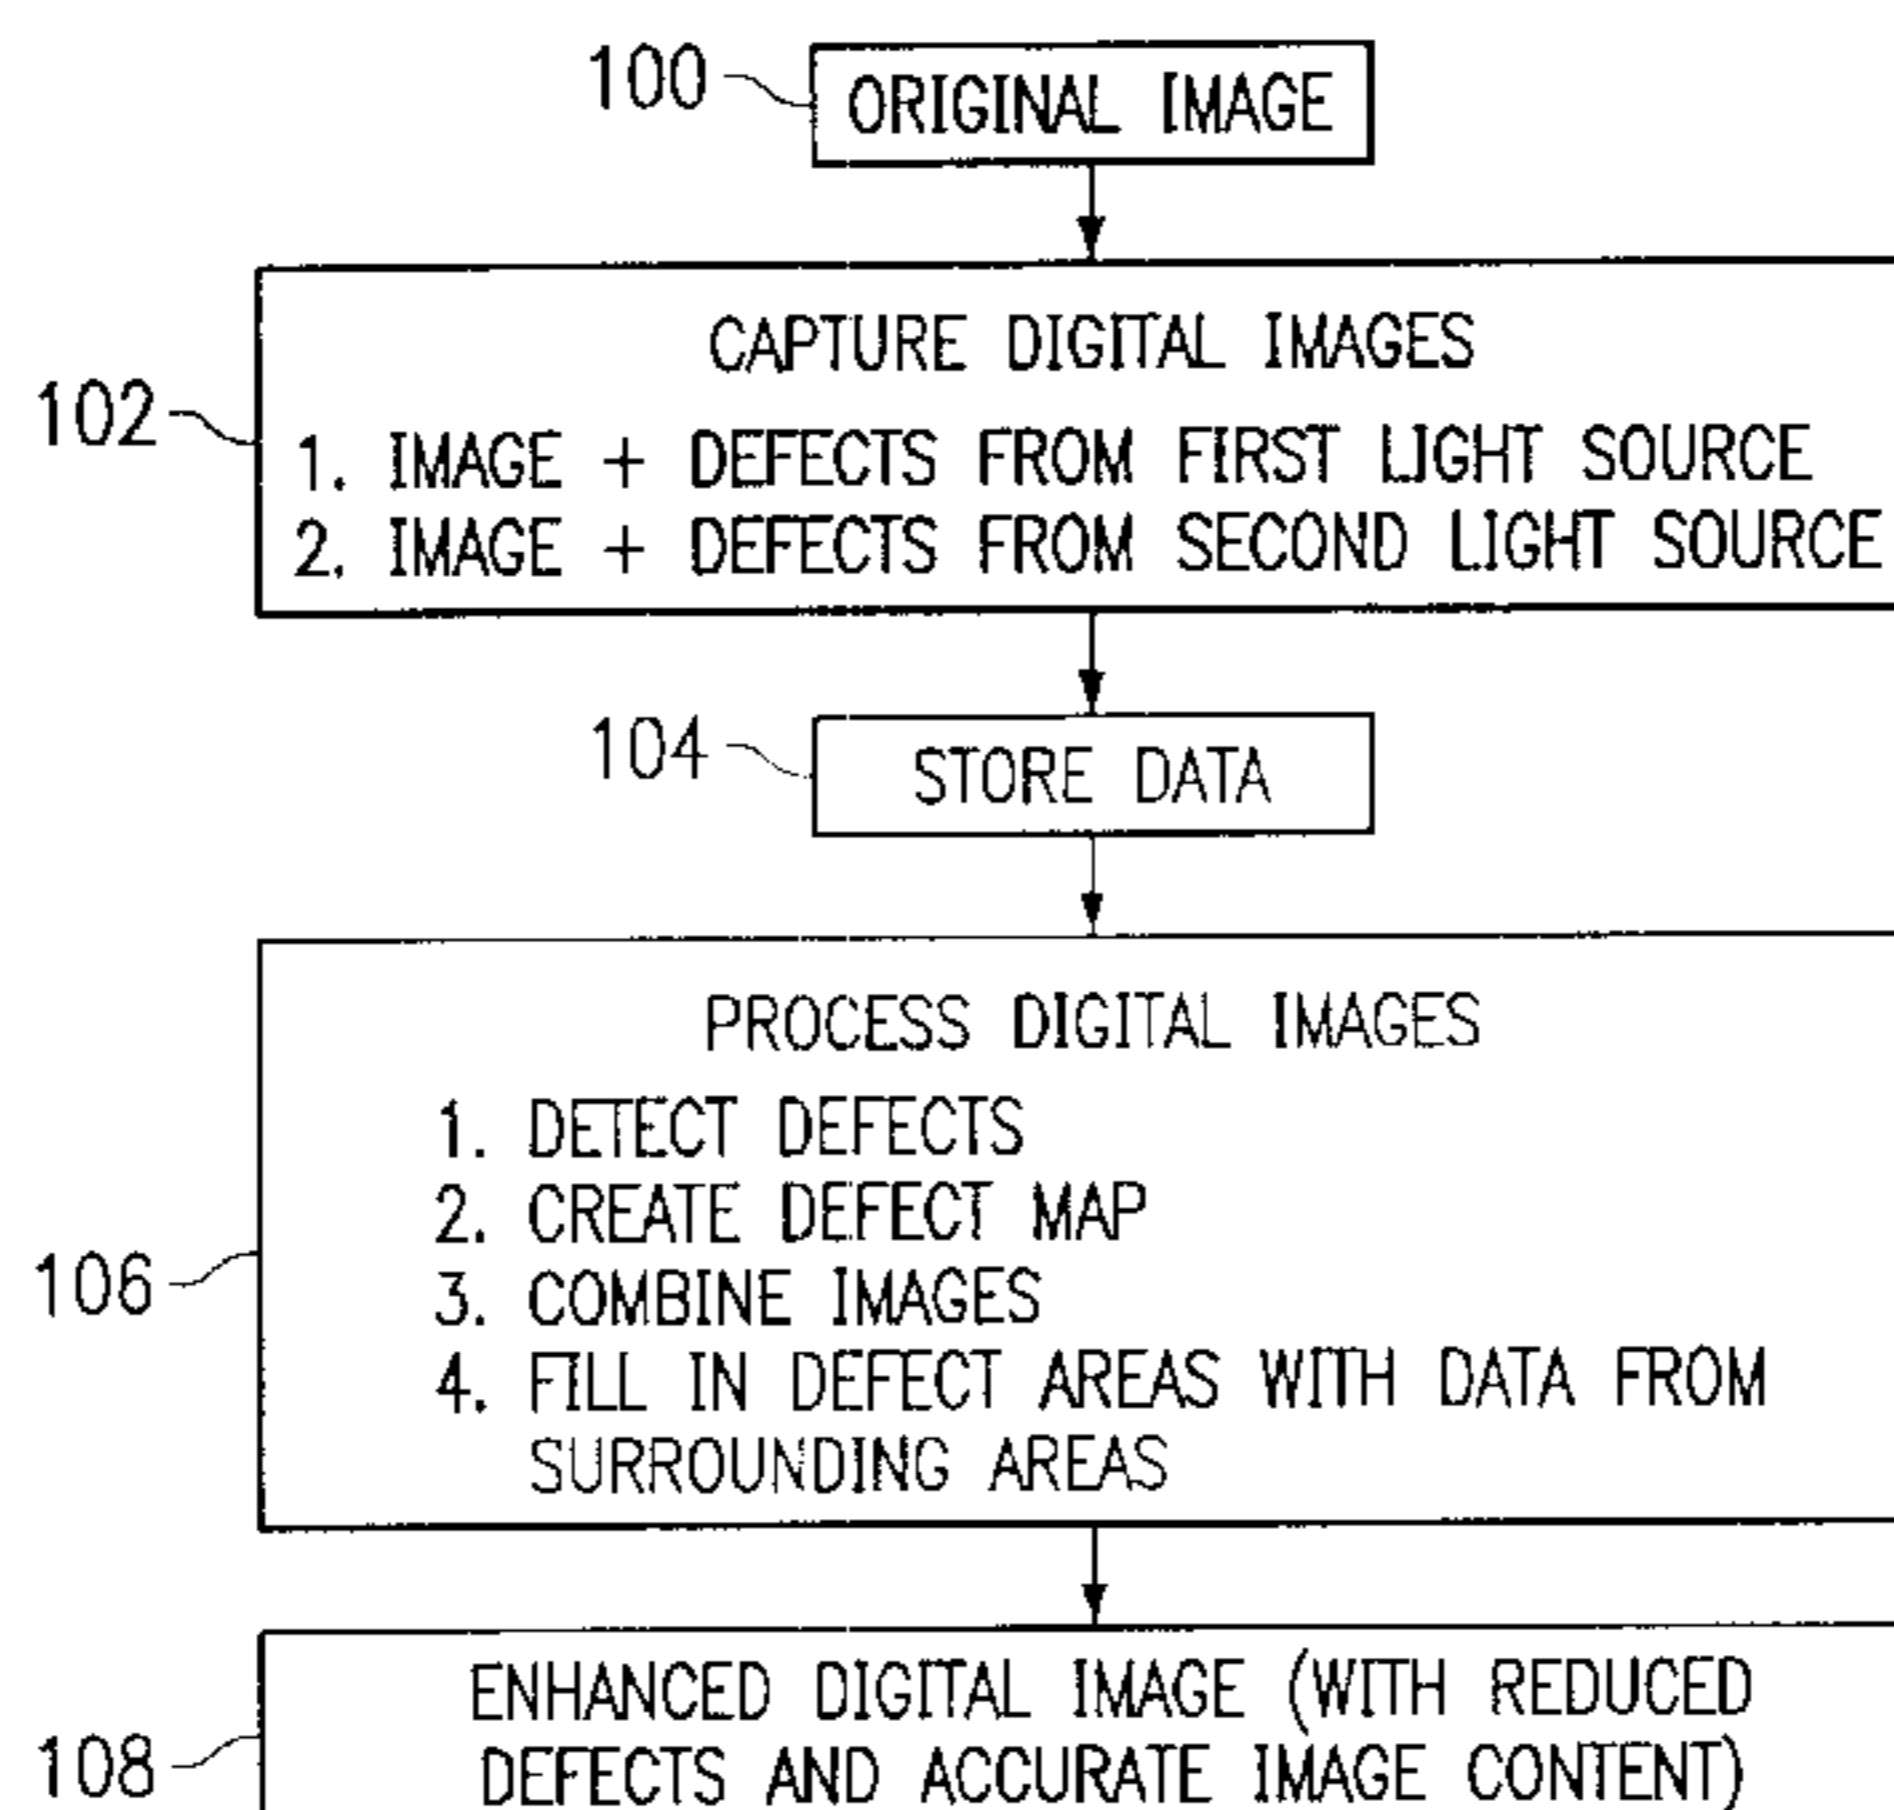 100
ORIGINAL IMAGE
CAPTURE DIGITAL IMAGES
102
1. IMAGE + DEFECTS FROM FIRST LIGHT SOURCE
2. IMAGE + DEFECTS FROM SECOND LIGHT SOURCE
104
STORE DATA
PROCESS DIGITAL IMAGES
1. DETECT DEFECTS
2. CREATE DEFECT MAP
106
3. COMBINE IMAGES
4. FILL IN DEFECT AREAS WITH DATA FROM
SURROUNDING AREAS
ENHANCED DIGITAL IMAGE (WITH REDUCED
108
DEFECTS AND ACCURATE IMAGE CONTENT)